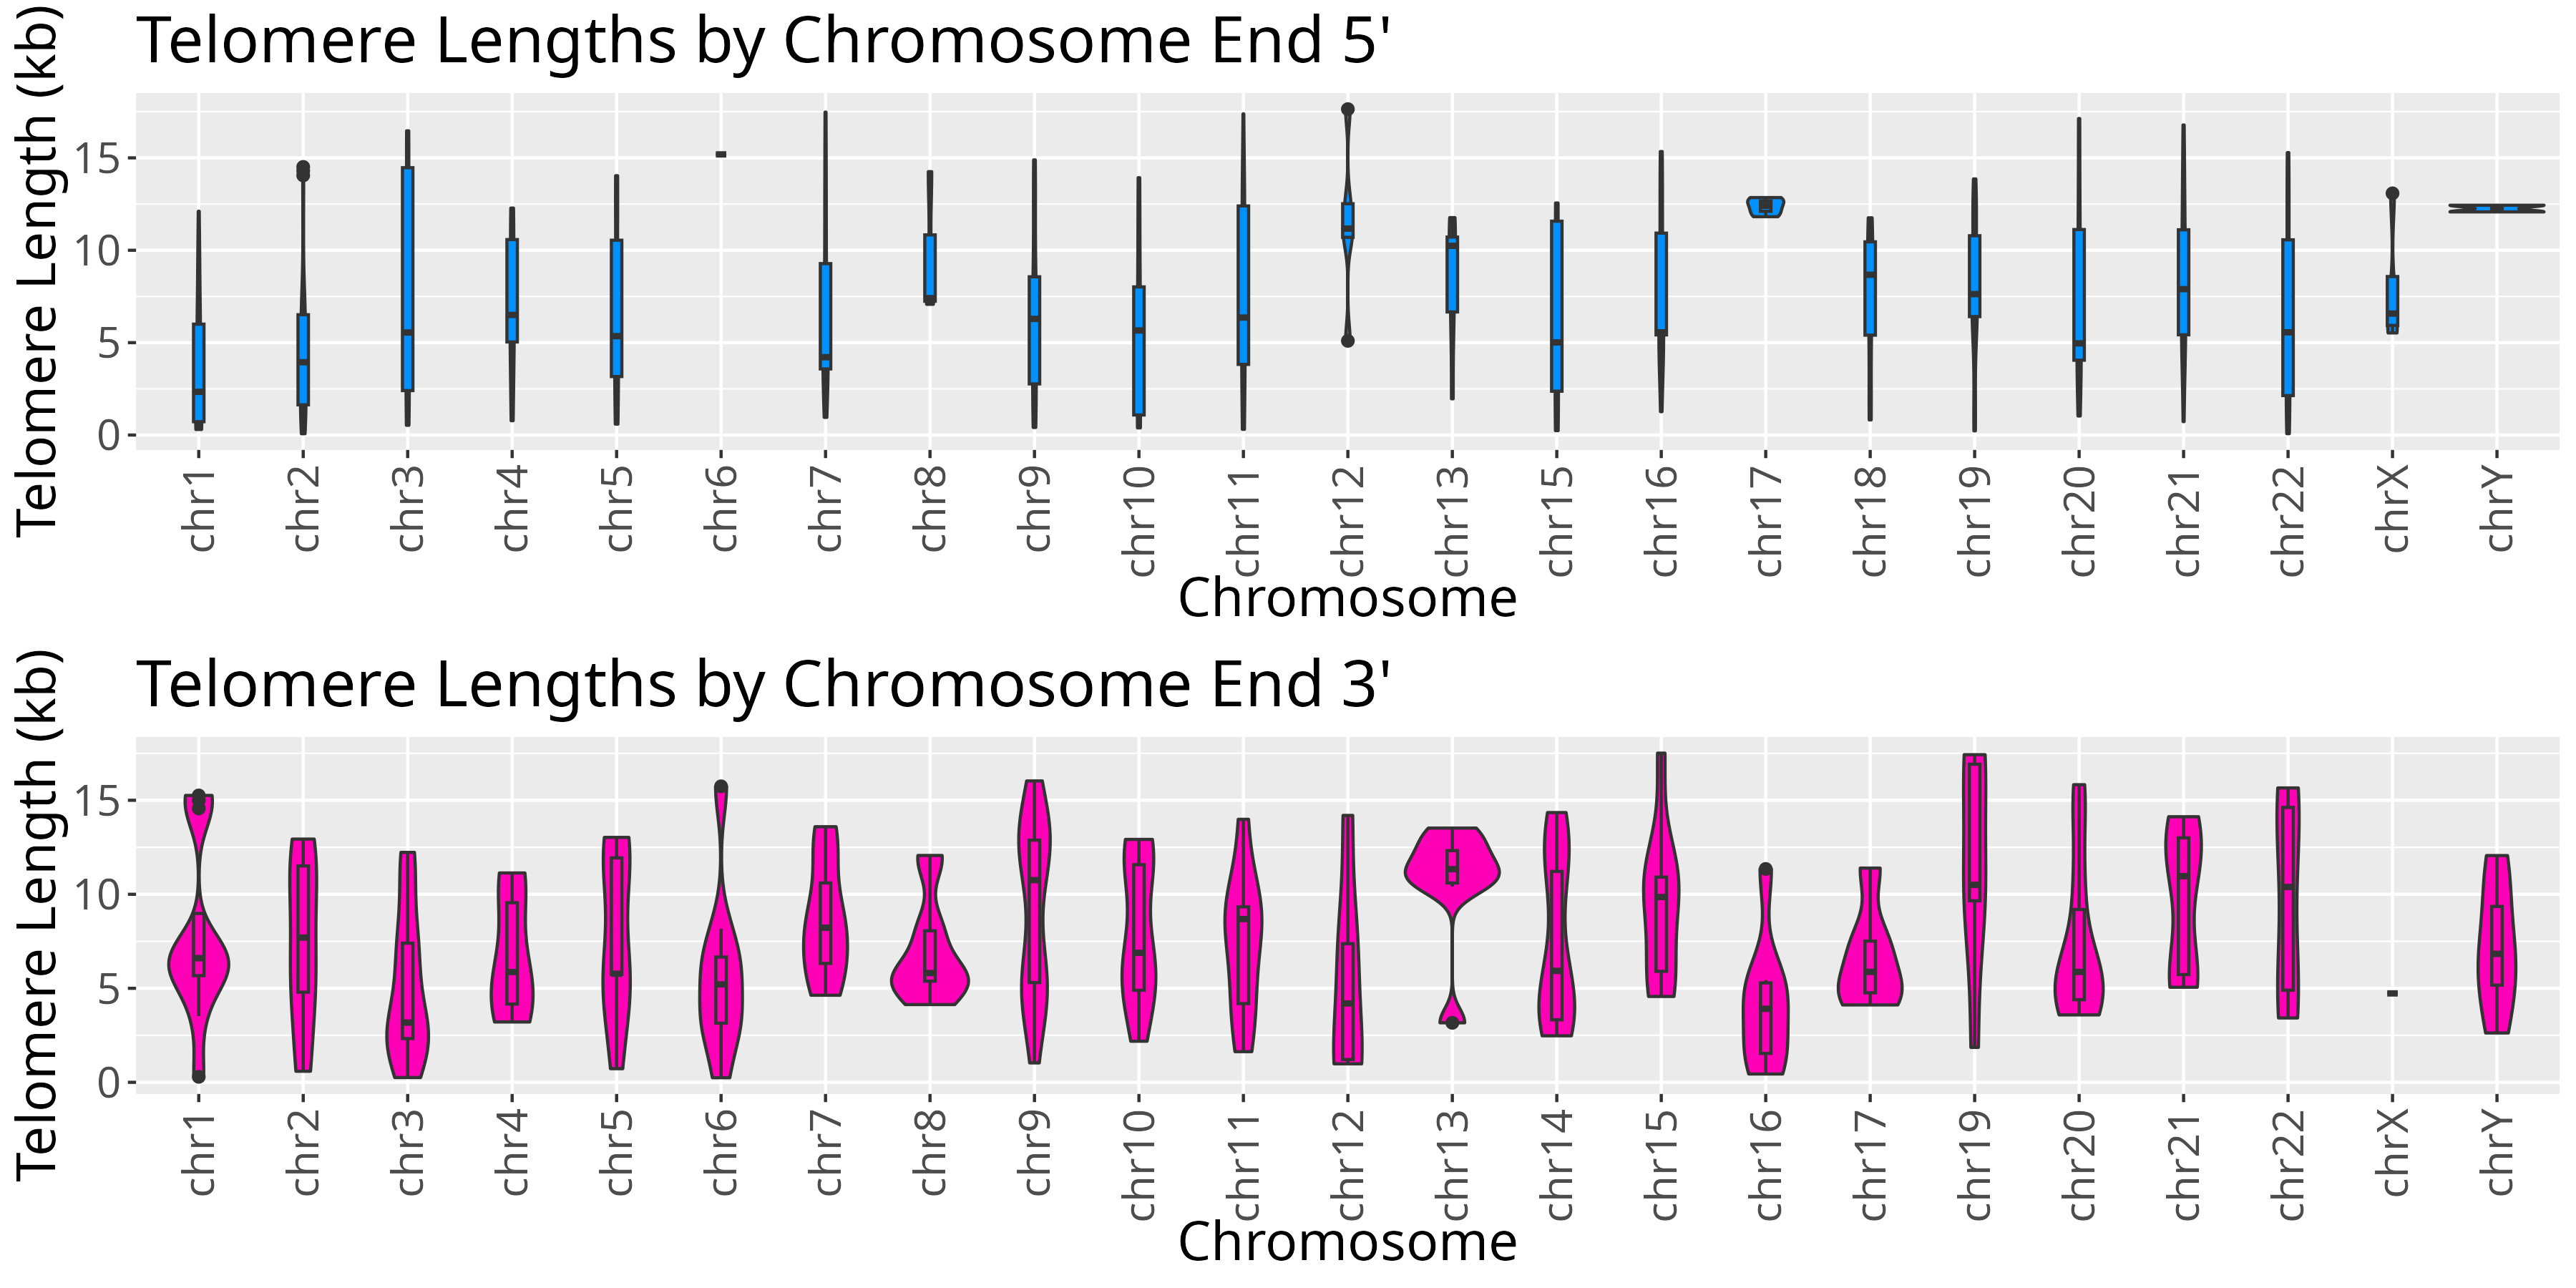 Telomere Lengths by Chromosome End 5'
Telomere Length (kb)
15
10
5
0
chr1 chr2 chr3 chr4 chr5 chr6 chr7 chr8 chr9 chr10 chr11 chr12 chr13 chr15 chr16 chr17 chr18 chr19 chr20 chr21 chr22 chrX chrY
Chromosome
Telomere Lengths by Chromosome End 3'
Telomere Length (kb)
15
10
5
0
chr1 chr2 chr3 chr4 chr5 chr6 chr7 chr8 chr9 chr10 chr11 chr12 chr13 chr14 chr15 chr16 chr17 chr19 chr20 chr21 chr22 chrX chrY
Chromosome